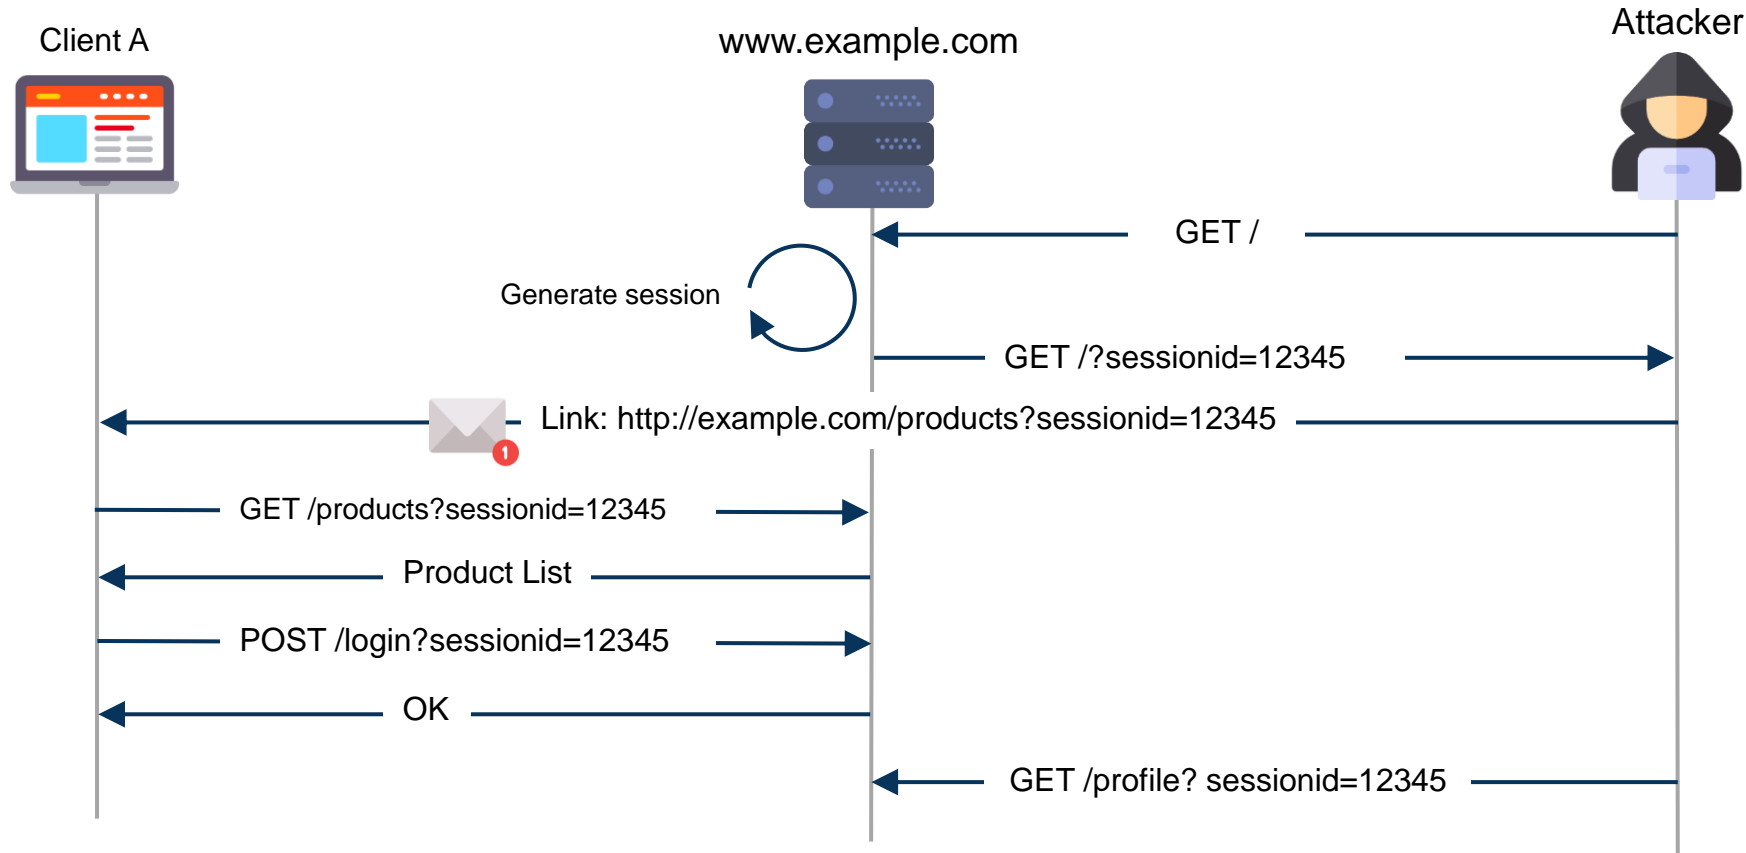 Client A
www.example.com
Attacker
GET /
Generate session
GET /?sessionid=12345
Link: http://example.com/products?sessionid=12345
1
GET /products?sessionid=12345
Product List
POST /login?sessionid=12345
OK
GET /profile? sessionid=12345